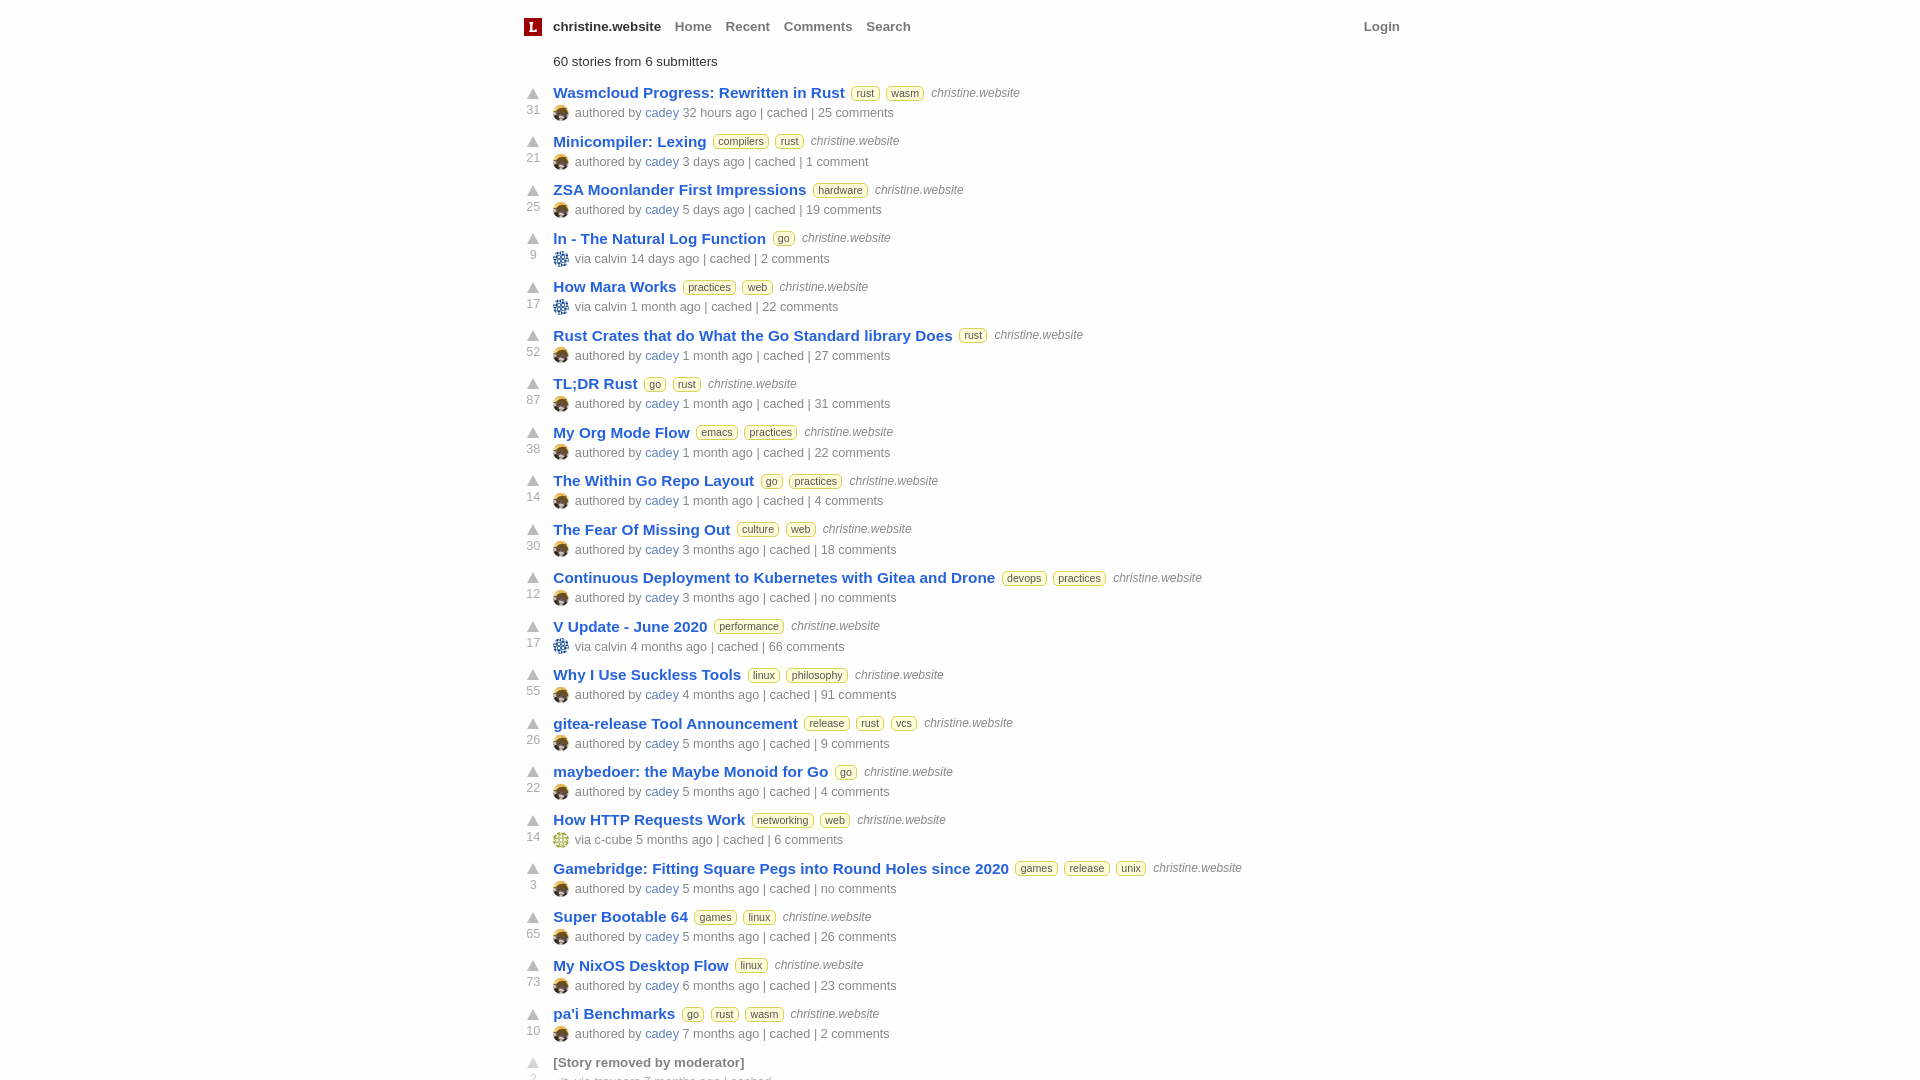 L christine.website Home Recent Comments Search Login
60 stories from 6 submitters
Wasmcloud Progress: Rewritten in Rust rust wasm christine.website
31 authored by cadey 32 hours ago | cached | 25 comments
Minicompiler: Lexing compilers rust christine.website
21 authored by cadey 3 days ago | cached | 1 comment
ZSA Moonlander First Impressions hardware christine.website
25 authored by cadey 5 days ago | cached | 19 comments
ln - The Natural Log Function go christine.website
9 via calvin 14 days ago | cached | 2 comments
How Mara Works practices web christine.website
17 via calvin 1 month ago | cached | 22 comments
Rust Crates that do What the Go Standard library Does rust christine.website
52 authored by cadey 1 month ago | cached | 27 comments
TL;DR Rust go rust christine.website
87 authored by cadey 1 month ago | cached | 31 comments
My Org Mode Flow emacs practices christine.website
38 authored by cadey 1 month ago | cached | 22 comments
The Within Go Repo Layout go practices christine.website
14 authored by cadey 1 month ago | cached | 4 comments
The Fear Of Missing Out culture web christine.website
30 authored by cadey 3 months ago | cached | 18 comments
Continuous Deployment to Kubernetes with Gitea and Drone devops practices christine.website
12 authored by cadey 3 months ago | cached | no comments
V Update - June 2020 performance christine.website
17 via calvin 4 months ago | cached | 66 comments
Why I Use Suckless Tools linux philosophy christine.website
55 authored by cadey 4 months ago | cached | 91 comments
gitea-release Tool Announcement release rust vcs christine.website
26 authored by cadey 5 months ago | cached | 9 comments
maybedoer: the Maybe Monoid for Go go christine.website
22 authored by cadey 5 months ago | cached | 4 comments
How HTTP Requests Work networking web christine.website
14 via c-cube 5 months ago | cached | 6 comments
Gamebridge: Fitting Square Pegs into Round Holes since 2020 games release unix christine.website
3 authored by cadey 5 months ago | cached | no comments
Super Bootable 64 games linux christine.website
65 authored by cadey 5 months ago | cached | 26 comments
My NixOS Desktop Flow linux christine.website
73 authored by cadey 6 months ago | cached | 23 comments
pa'i Benchmarks go rust wasm christine.website
10 authored by cadey 7 months ago | cached | 2 comments
[Story removed by moderator]
2 via 7 months ago | cached